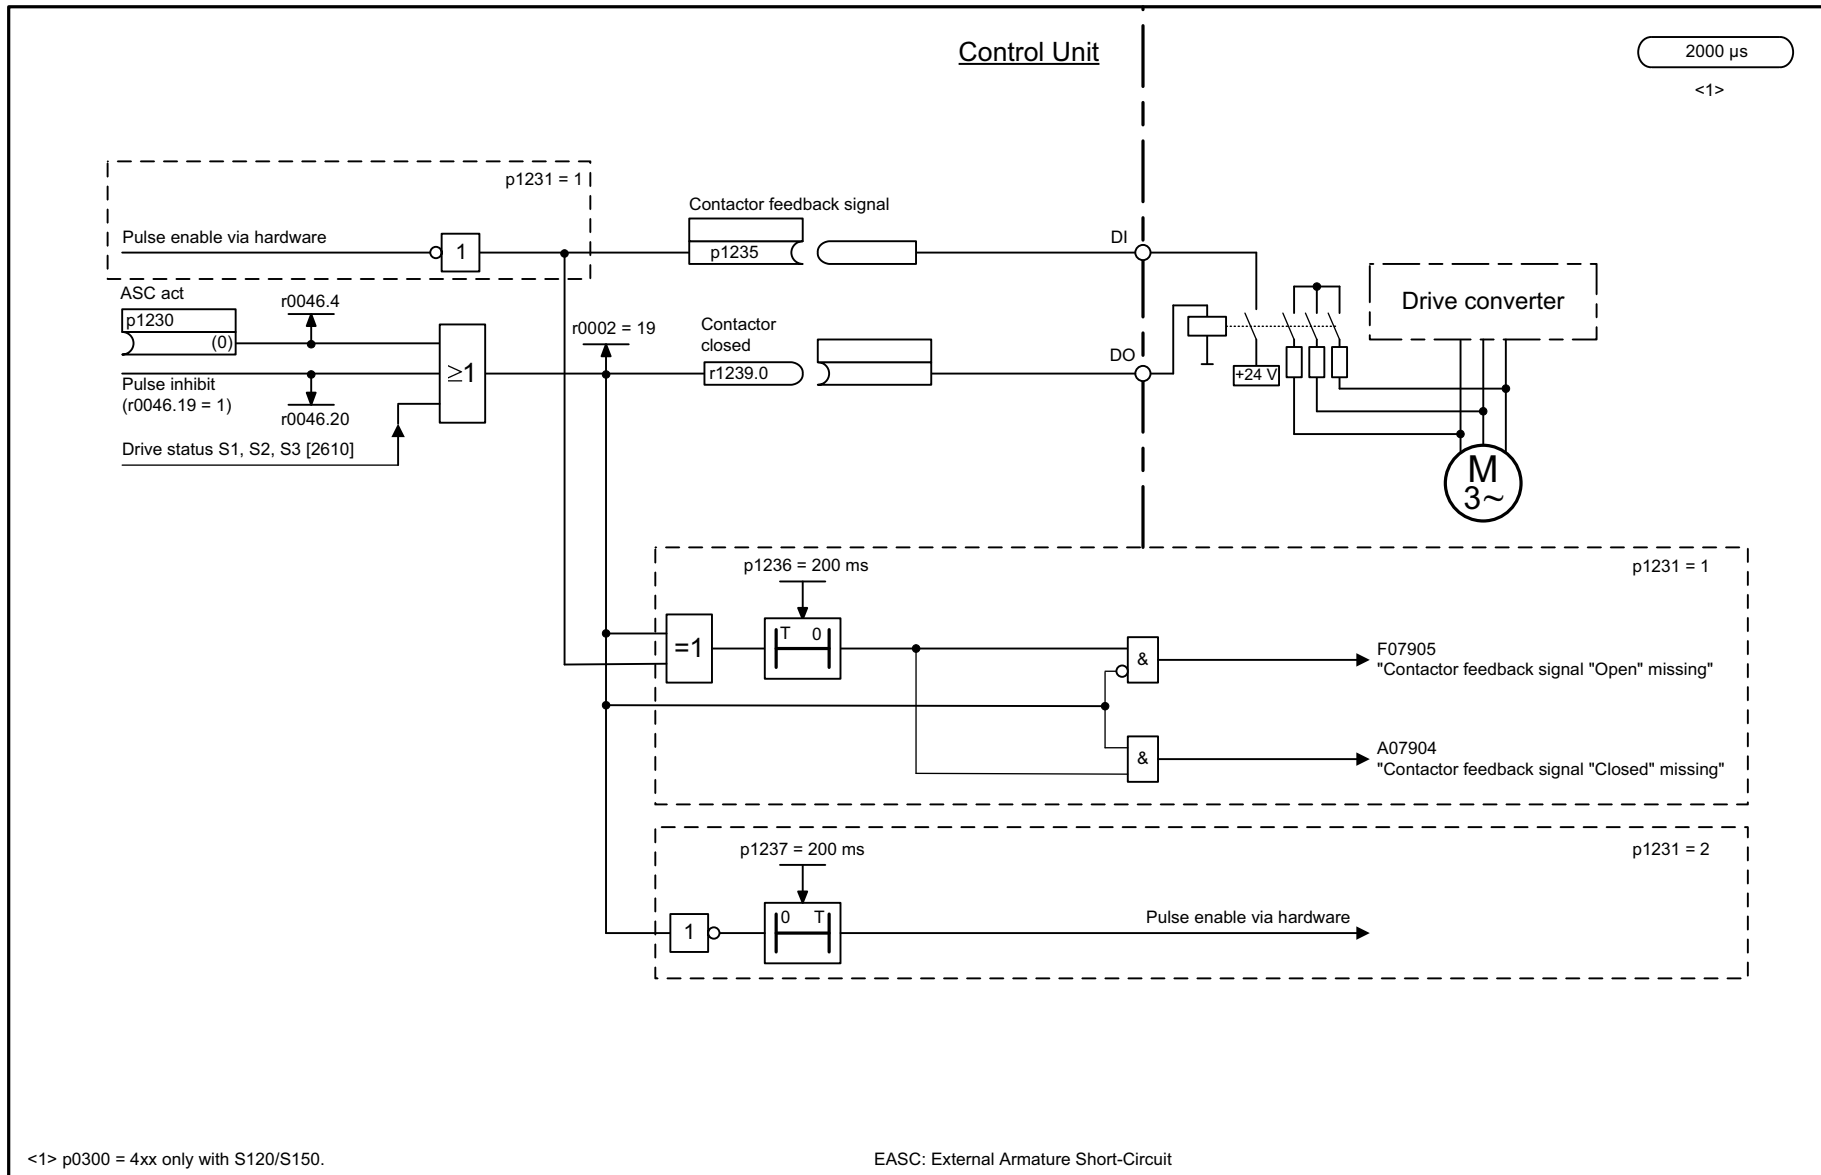 Control Unit
2000 µs
<1>
p1231 = 1
Pulse enable via hardware
1
Contactor feedback signal
p1235
DI
ASC act
p1230
(0)
r0046.4
Pulse inhibit
(r0046.19 = 1)
r0046.20
Drive status S1, S2, S3 [2610]
≥1
r0002 = 19
Contactor
closed
r1239.0
DO
+24 V
Drive converter
M
3~
p1236 = 200 ms
p1231 = 1
=1
T 0
&
F07905
"Contactor feedback signal "Open" missing"
&
A07904
"Contactor feedback signal "Closed" missing"
p1237 = 200 ms
p1231 = 2
1
0 T
Pulse enable via hardware
<1> p0300 = 4xx only with S120/S150.
EASC: External Armature Short-Circuit